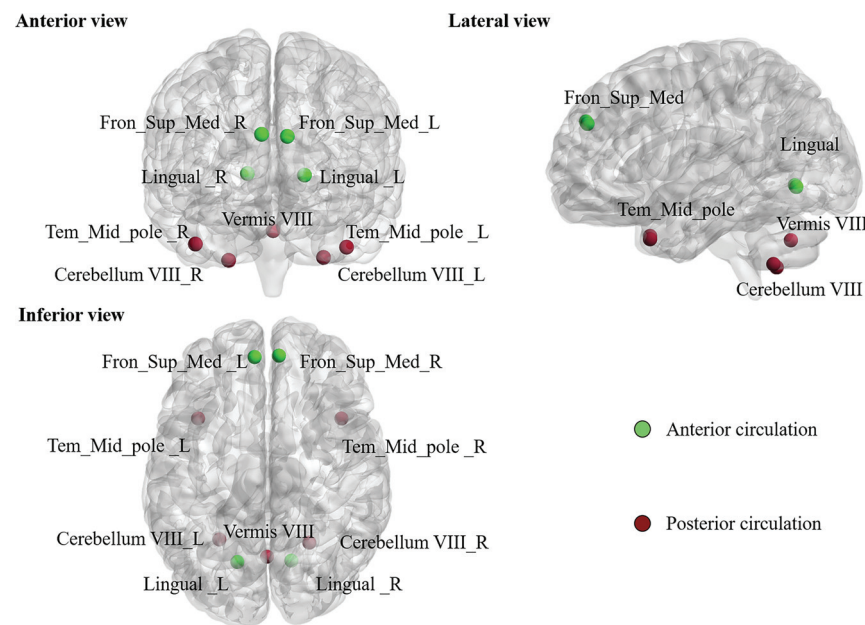 Anterior view
Lateral view
Fron_Sup_Med _R
Fron_Sup_Med_L
Lingual _R
Lingual _L
Vermis VIII
Tem_Mid_pole _R
Tem_Mid_pole _L
Cerebellum VIII_R
Cerebellum VIII_L
Fron_Sup_Med
Lingual
Tem_Mid_pole
Vermis VIII
Cerebellum VIII
Inferior view
Fron_Sup_Med _L
Fron_Sup_Med_R
Tem_Mid_pole _L
Tem_Mid_pole _R
Cerebellum VIII_L
Vermis VIII
Cerebellum VIII_R
Lingual _L
Lingual _R
Anterior circulation
Posterior circulation